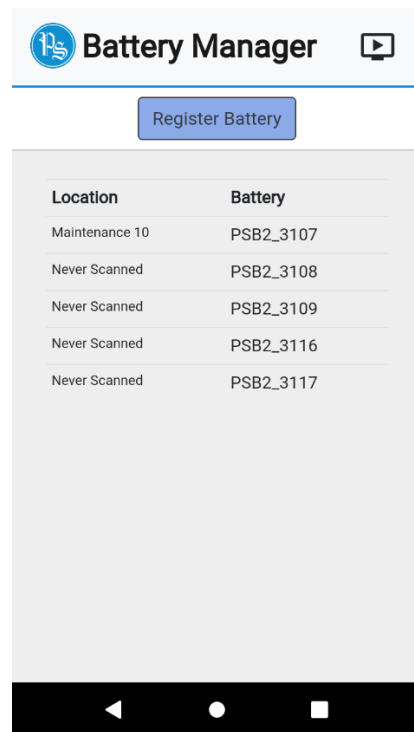 PS Battery Manager
Register Battery
Location Battery
Maintenance 10 PSB2_3107
Never Scanned PSB2_3108
Never Scanned PSB2_3109
Never Scanned PSB2_3116
Never Scanned PSB2_3117